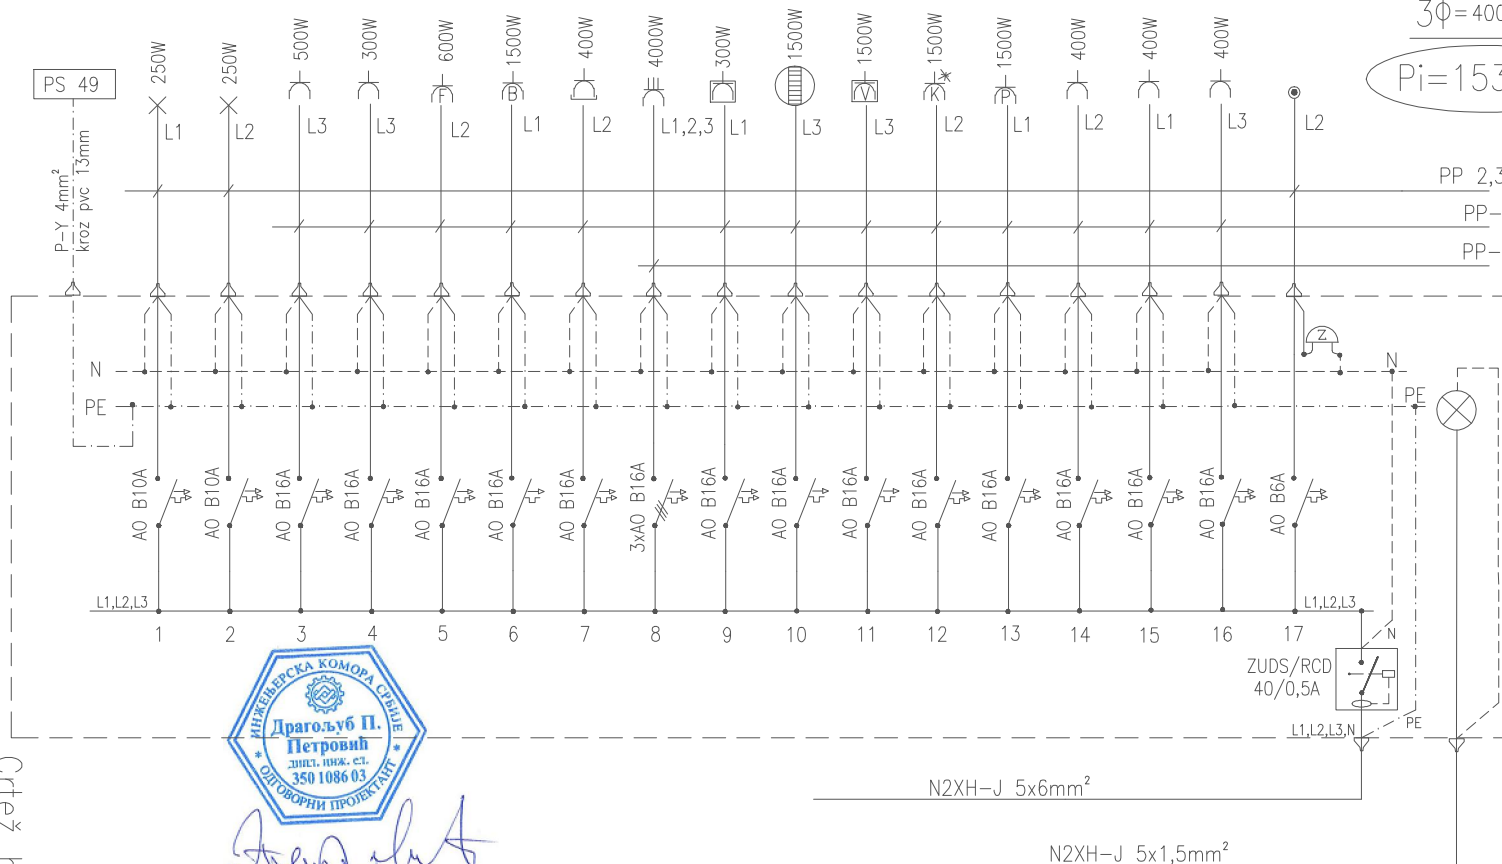 3Φ=400
Pi=153
PS 49
250W
250W
500W
300W
600W
1500W
400W
4000W
300W
1500W
1500W
1500W
1500W
400W
400W
400W
F
B
V
K
P
L1
L2
L3
L3
L2
L1
L2
L1,2,3
L1
L3
L3
L2
L1
L2
L1
L3
L2
P-Y 4mm²
kroz pvc 13mm
PP 2,3
PP-
PP-
Z
N
N
PE
PE
AO B10A
AO B10A
AO B16A
AO B16A
AO B16A
AO B16A
AO B16A
3xAO B16A
AO B16A
AO B16A
AO B16A
AO B16A
AO B16A
AO B16A
AO B16A
AO B16A
AO B6A
L1,L2,L3
L1,L2,L3
1 2 3 4 5 6 7 8 9 10 11 12 13 14 15 16 17
N
ZUDS/RCD
40/0,5A
L1,L2,L3,N
PE
ИНЖЕЊЕРСКА КОМОРА СРБИЈЕ
Драгољуб П.
Петровић
дипл. инж. ел.
350 1086 03
* ОДГОВОРНИ ПРОЈЕКТАНТ *
N2XH-J 5x6mm²
N2XH-J 5x1,5mm²
Crtež